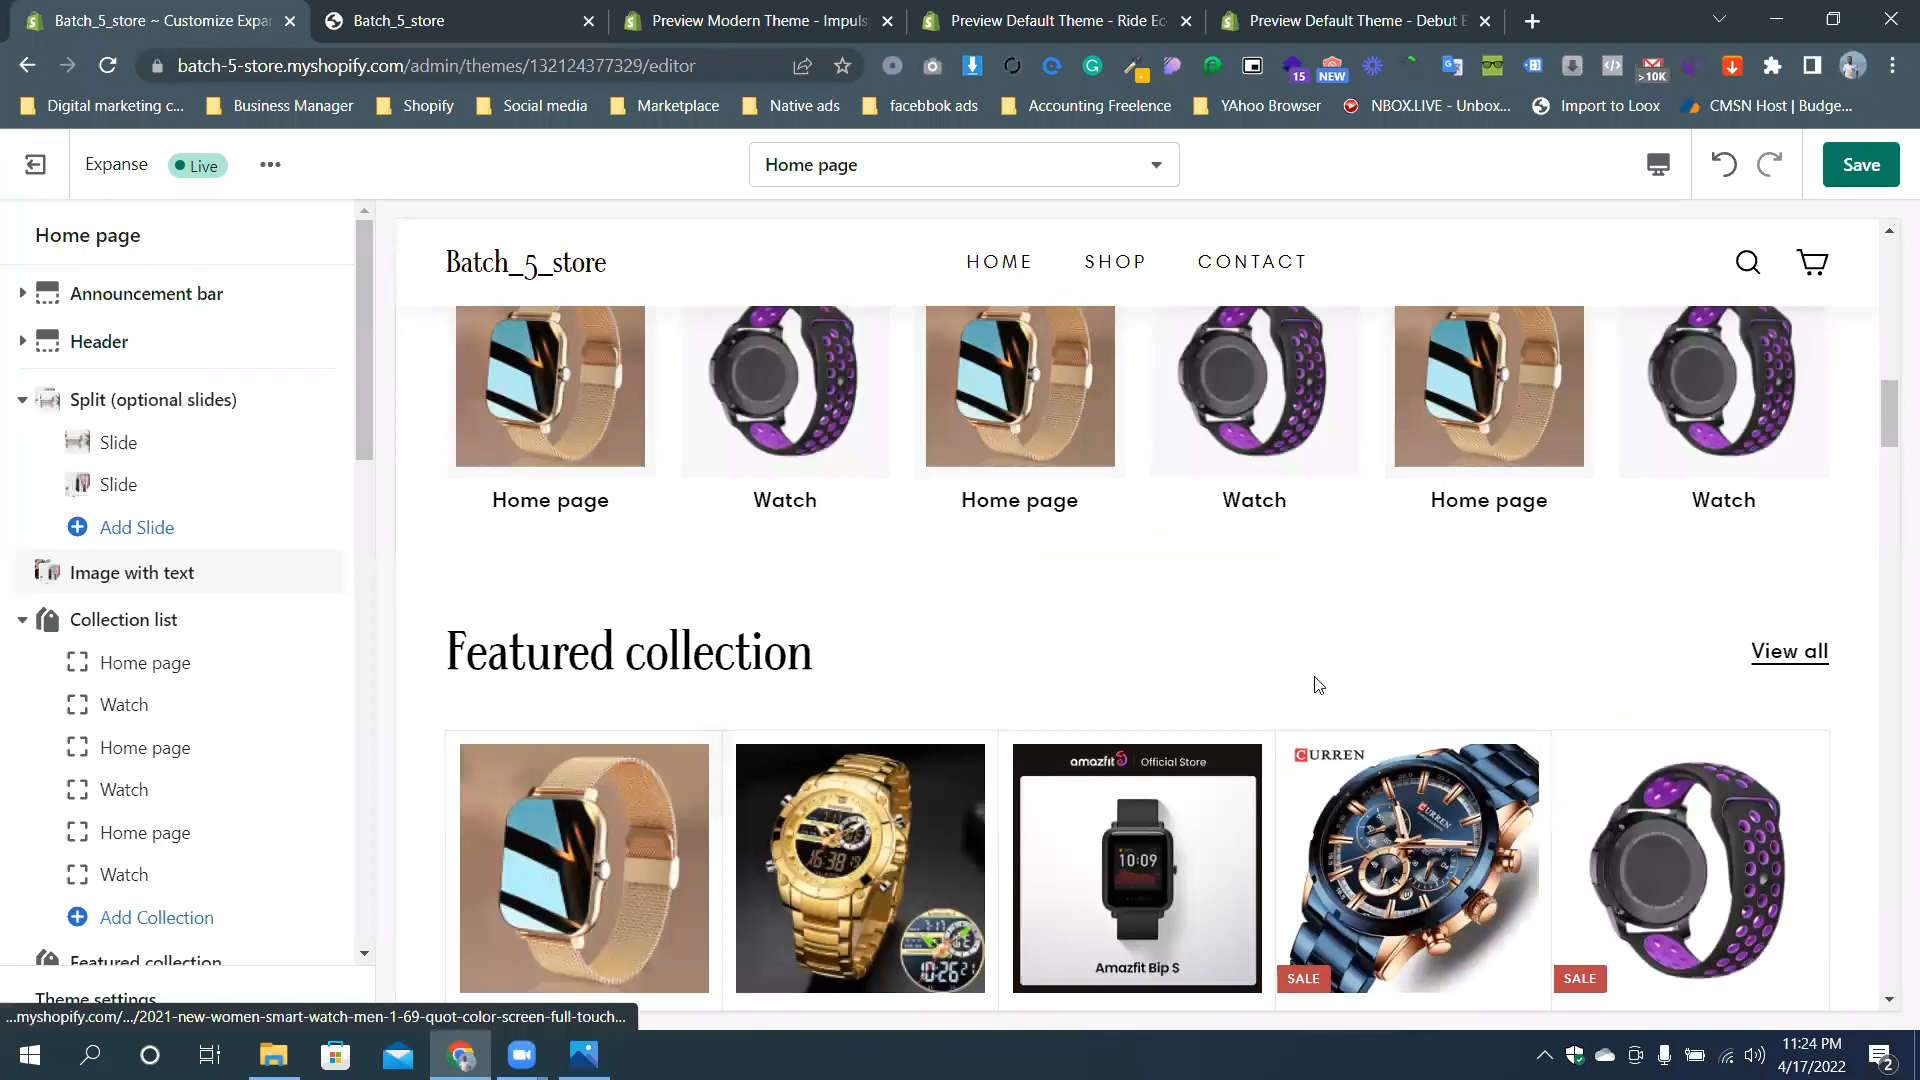 Batch_5_store ~ Customize Expan
Batch_5_store
Preview Modern Theme - Impuls
Preview Default Theme - Ride Ec
Preview Default Theme - Debut E
batch-5-store.myshopify.com/admin/themes/132124377329/editor
15
NEW
>10K
Digital marketing c...
Business Manager
Shopify
Social media
Marketplace
Native ads
facebbok ads
Accounting Freelence
YAhoo Browser
NBOX.LIVE - Unbox...
Import to Loox
CMSN Host | Budge...
Expanse
Live
Home page
Save
Home page
Announcement bar
Header
Split (optional slides)
Slide
Slide
Add Slide
Image with text
Collection list
Home page
Watch
Home page
Watch
Home page
Watch
Add Collection
Featured collection
Theme settings
Batch_5_store
HOME
SHOP
CONTACT
Home page
Watch
Home page
Watch
Home page
Watch
Featured collection
View all
amazfit
Official Store
10:09
Amazfit Bip S
CURREN
CURREN
SALE
SALE
...myshopify.com/.../2021-new-women-smart-watch-men-1-69-quot-color-screen-full-touch...
11:24 PM
4/17/2022
2